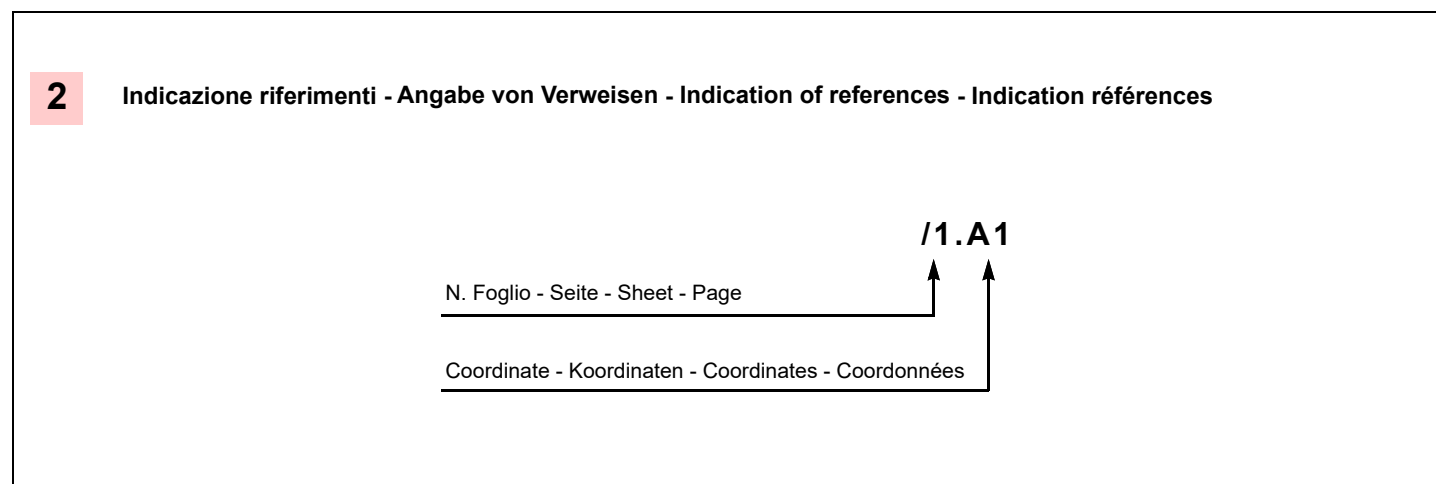 2 Indicazione riferimenti - Angabe von Verweisen - Indication of references - Indication références
/1.A1
N. Foglio - Seite - Sheet - Page
Coordinate - Koordinaten - Coordinates - Coordonnées